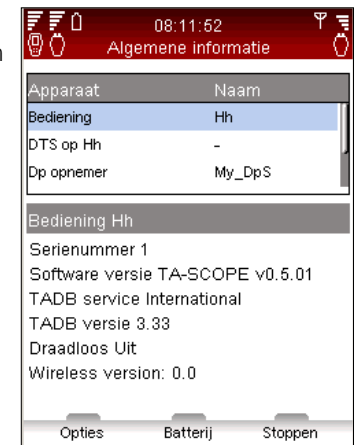 08:11:52
Algemene informatie
Apparaat Naam
Bediening Hh
DTS op Hh -
Dp opnemer My_DpS
Bediening Hh
Serienummer 1
Software versie TA-SCOPE v0.5.01
TADB service International
TADB versie 3.33
Draadloos Uit
Wireless version: 0.0
Opties Batterij Stoppen